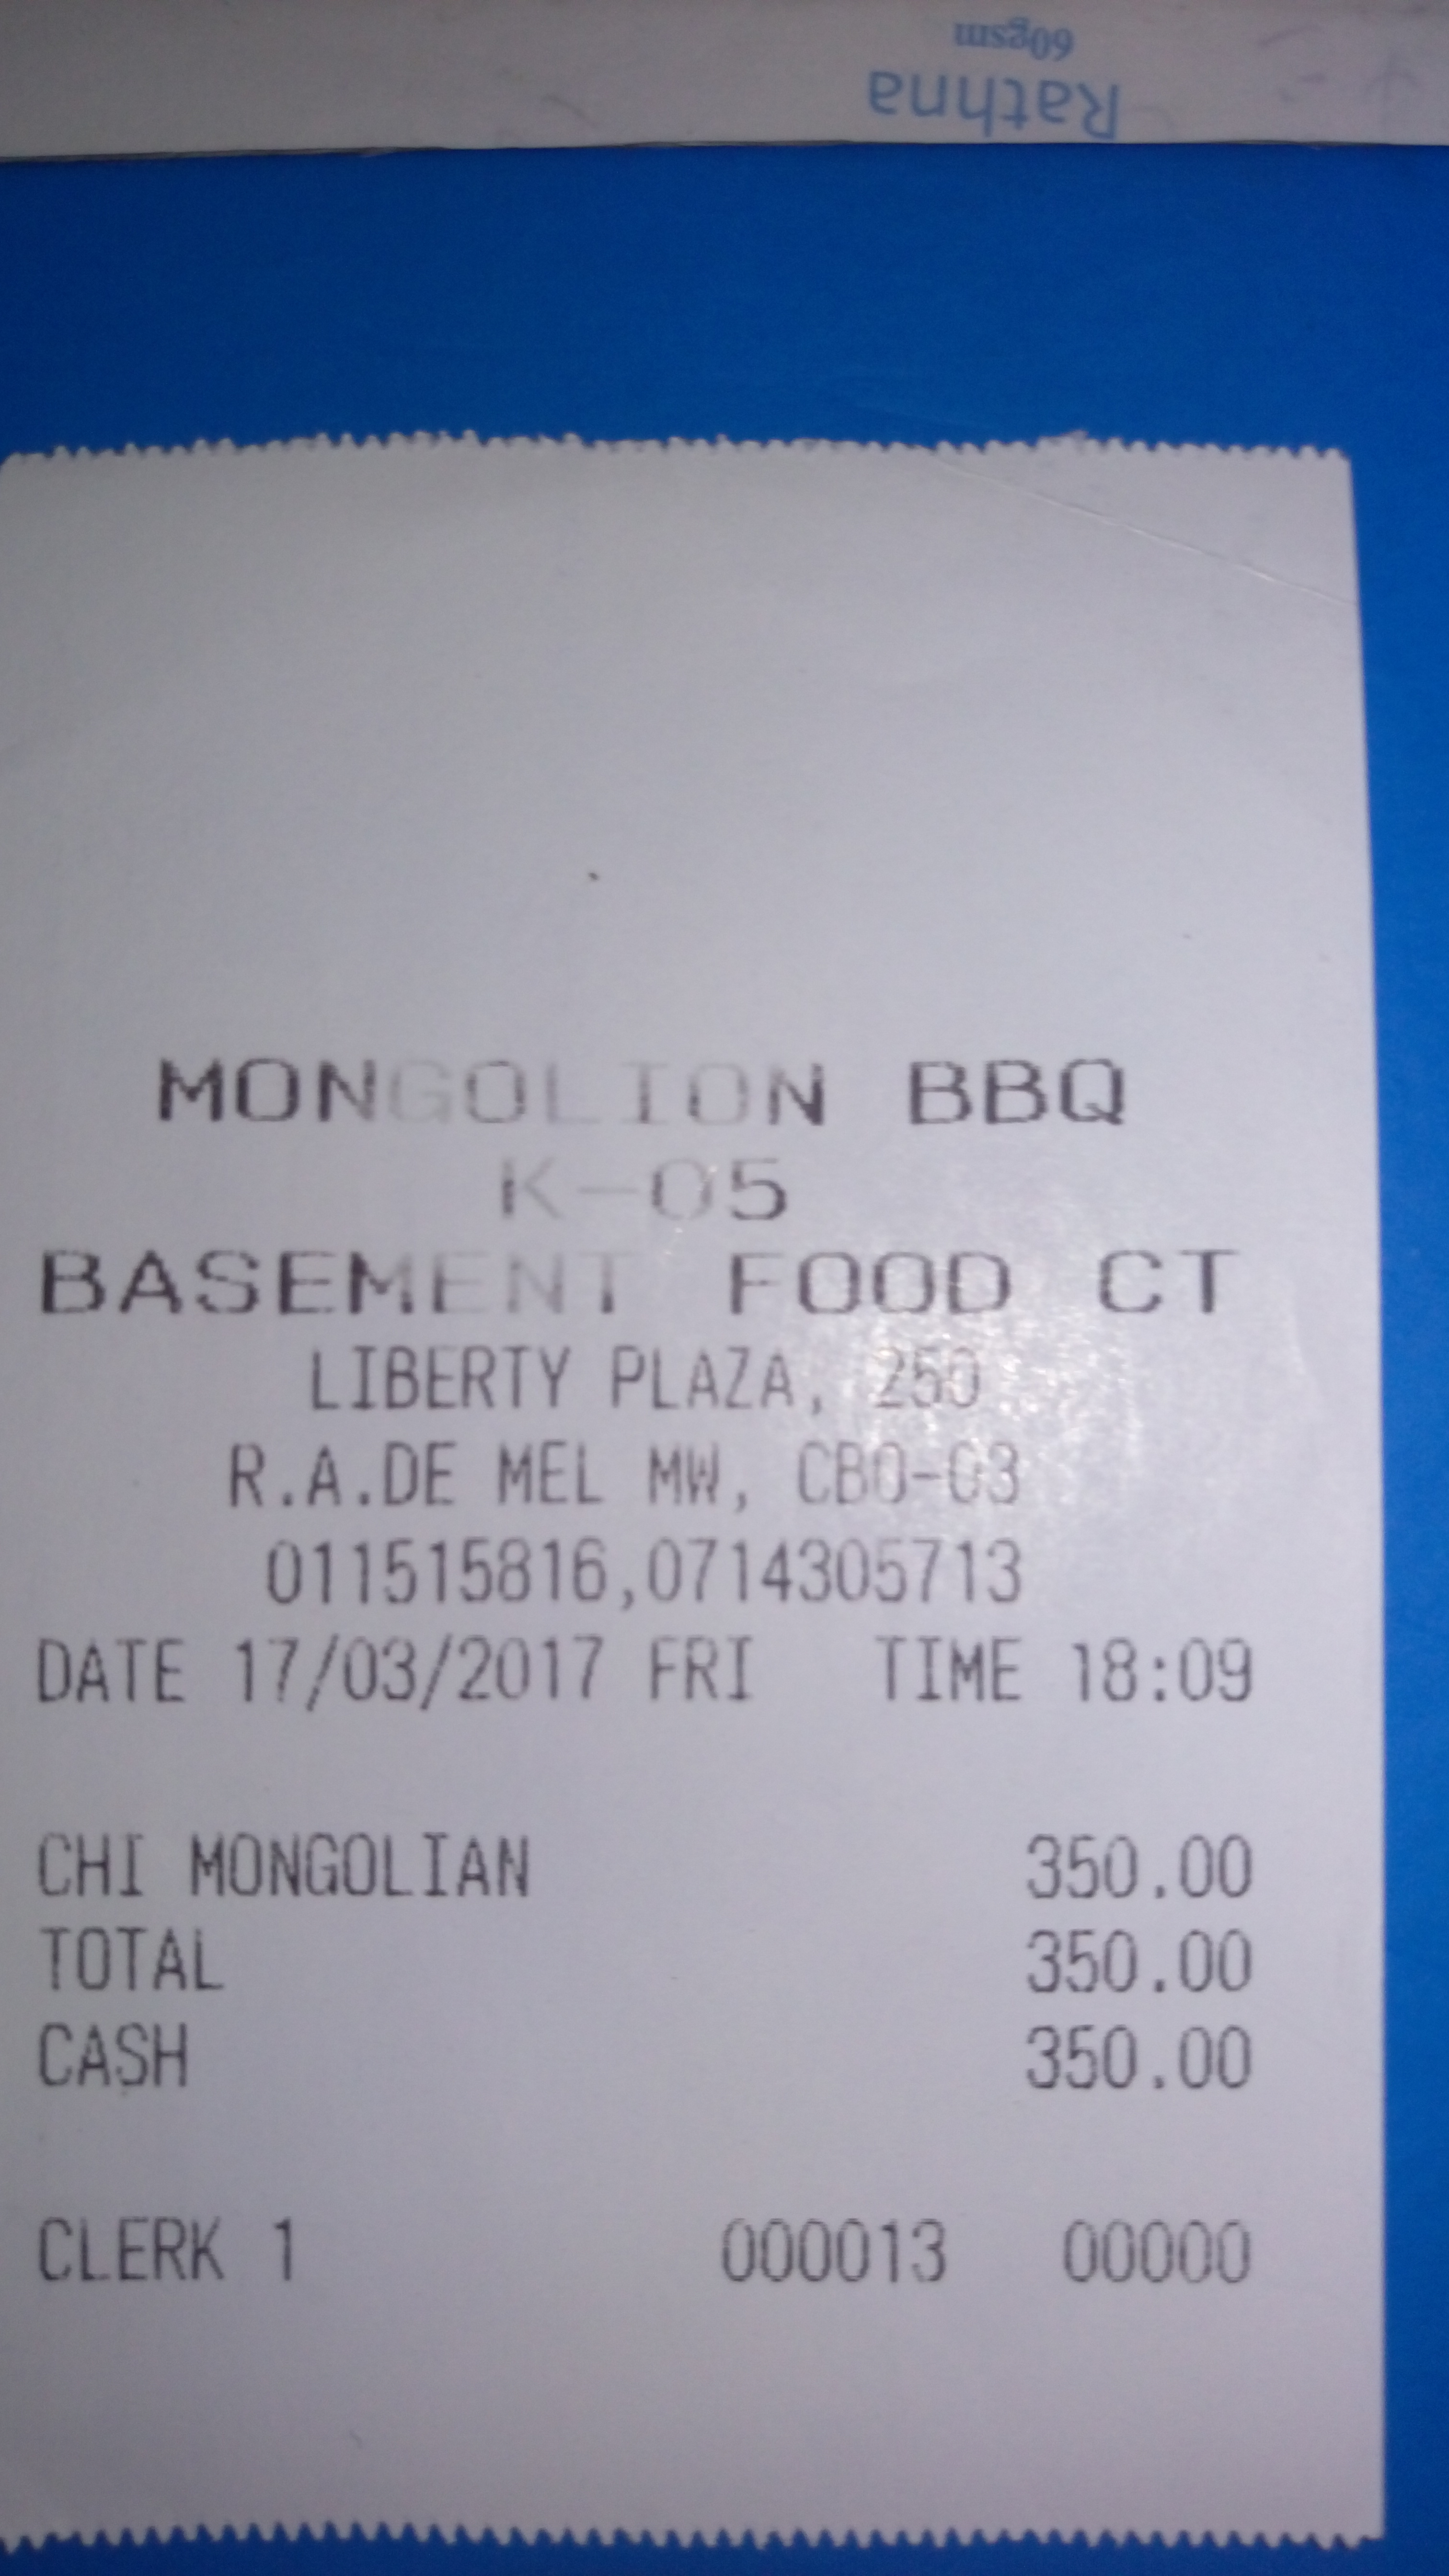 60gsm
Rathna
MONGOLION BBQ
K-05
BASEMENT FOOD CT
LIBERTY PLAZA, 250
R.A.DE MEL MW, CBO-03
011515816,0714305713
DATE 17/03/2017 FRI TIME 18:09
CHI MONGOLIAN 350.00
TOTAL 350.00
CASH 350.00
CLERK 1 000013 00000